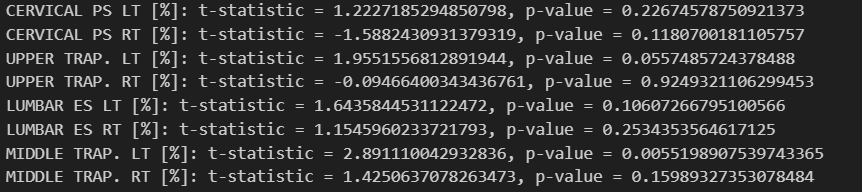 CERVICAL PS LT [%]: t-statistic = 1.2227185294850798, p-value = 0.22674578750921373
CERVICAL PS RT [%]: t-statistic = -1.5882430931379319, p-value = 0.1180700181105757
UPPER TRAP. LT [%]: t-statistic = 1.9551556812891944, p-value = 0.0557485724378488
UPPER TRAP. RT [%]: t-statistic = -0.09466400343436761, p-value = 0.9249321106299453
LUMBAR ES LT [%]: t-statistic = 1.6435844531122472, p-value = 0.10607266795100566
LUMBAR ES RT [%]: t-statistic = 1.1545960233721793, p-value = 0.2534353564617125
MIDDLE TRAP. LT [%]: t-statistic = 2.891110042932836, p-value = 0.0055198907539743365
MIDDLE TRAP. RT [%]: t-statistic = 1.4250637078263473, p-value = 0.15989327353078484